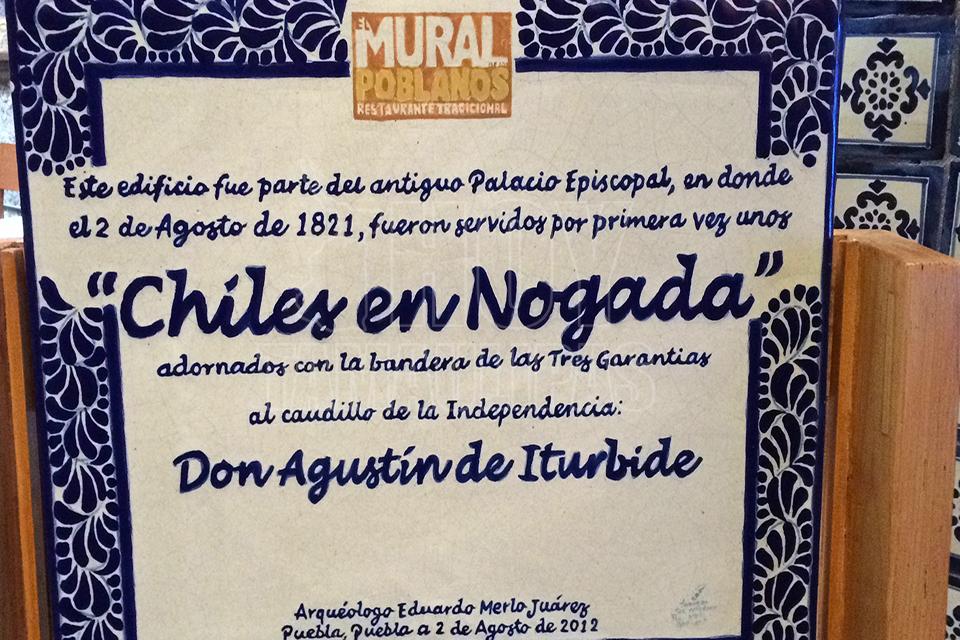 EL
MURAL
DE LOS
POBLANOS
RESTAURANTE TRADICIONAL
Este edificio fue parte del antiguo Palacio Episcopal, en donde
el 2 de Agosto de 1821, fueron servidos por primera vez unos
"Chiles en Nogada"
adornados con la bandera de las Tres Garantias
al caudillo de la Independencia:
Don Agustín de Iturbide
Arquéologo Eduardo Merlo Juárez
Puebla, Puebla a 2 de Agosto de 2012